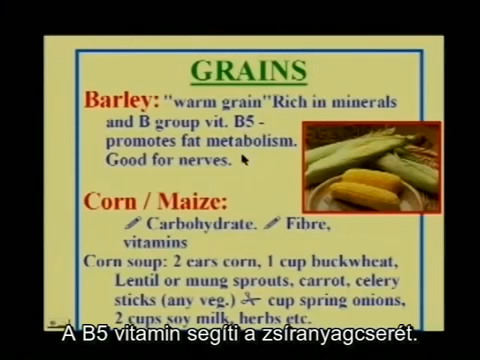 GRAINS
Barley: "warm grain"Rich in minerals
and B group vit. B5 -
promotes fat metabolism.
Good for nerves.
Corn / Maize:
Carbohydrate. Fibre,
vitamins
Corn soup: 2 ears corn, 1 cup buckwheat,
Lentil or mung sprouts, carrot, celery
sticks (any veg.) cup spring onions,
2 cups soy milk, herbs etc.
A B5 vitamin segíti a zsíranyagcserét.